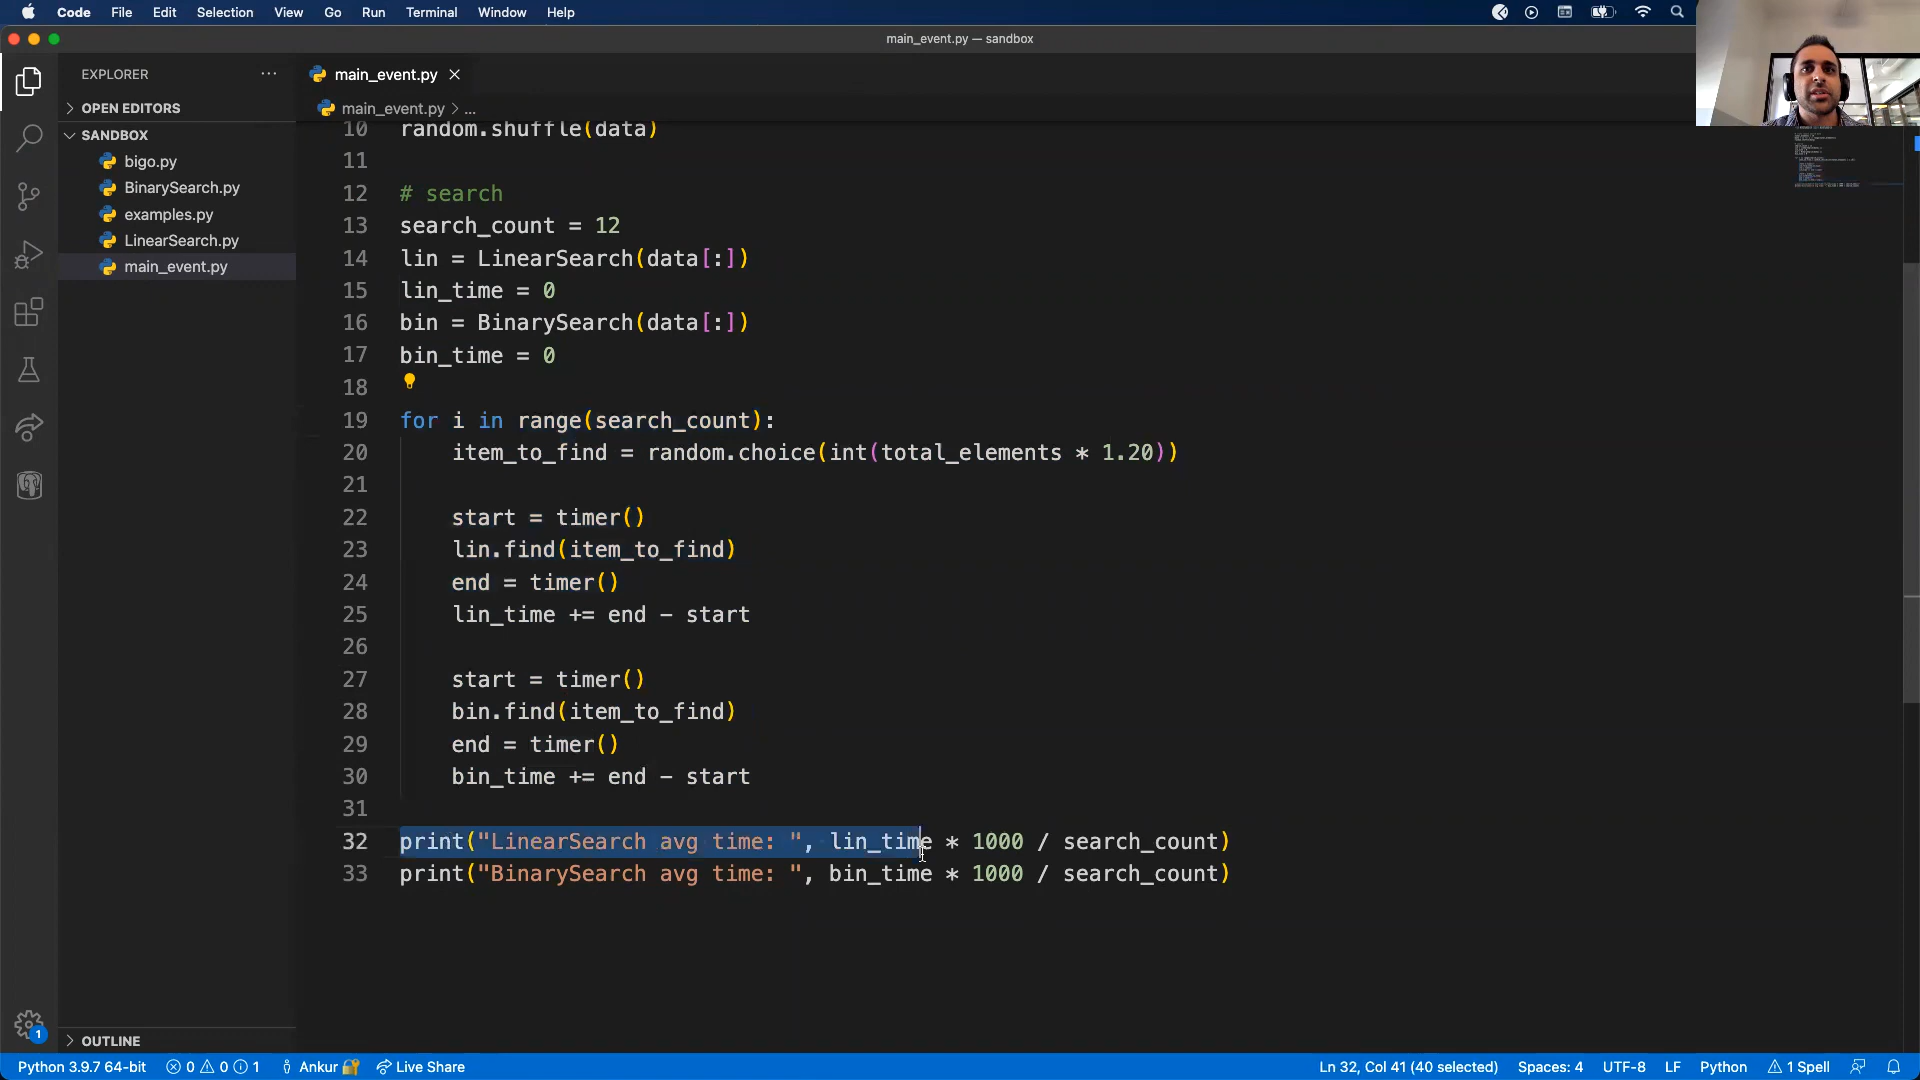 Code File Edit Selection View Go Run Terminal Window Help
main_event.py — sandbox
EXPLORER ···
main_event.py
OPEN EDITORS
main_event.py > ...
SANDBOX
bigo.py
BinarySearch.py
examples.py
LinearSearch.py
main_event.py
10 random.shuffle(data)
11
12 # search
13 search_count = 12
14 lin = LinearSearch(data[:])
15 lin_time = 0
16 bin = BinarySearch(data[:])
17 bin_time = 0
18
19 for i in range(search_count):
20 item_to_find = random.choice(int(total_elements * 1.20))
21
22 start = timer()
23 lin.find(item_to_find)
24 end = timer()
25 lin_time += end - start
26
27 start = timer()
28 bin.find(item_to_find)
29 end = timer()
30 bin_time += end - start
31
32 print("LinearSearch avg time: ", lin_time * 1000 / search_count)
33 print("BinarySearch avg time: ", bin_time * 1000 / search_count)
1
OUTLINE
Python 3.9.7 64-bit 0 0 1 Ankur Live Share Ln 32, Col 41 (40 selected) Spaces: 4 UTF-8 LF Python 1 Spell